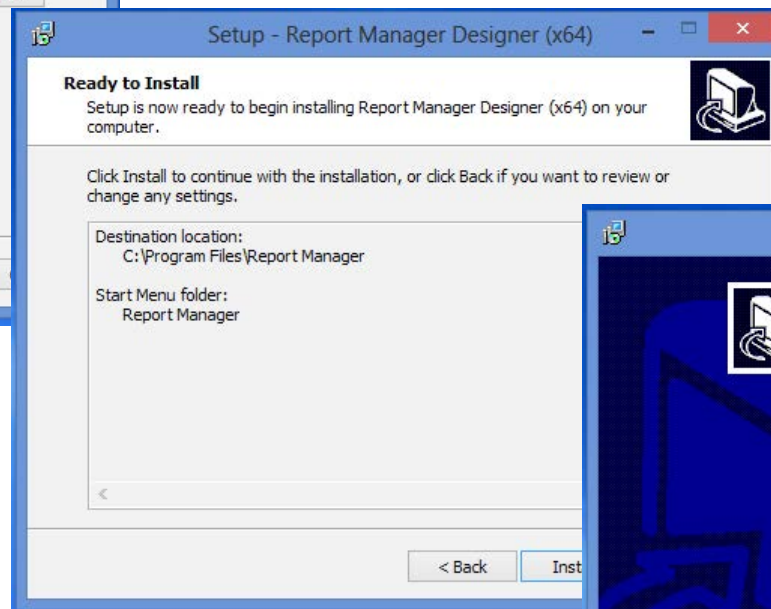 Setup - Report Manager Designer (x64)
Ready to Install
Setup is now ready to begin installing Report Manager Designer (x64) on your
computer.
Click Install to continue with the installation, or click Back if you want to review or
change any settings.
Destination location:
C:\Program Files\Report Manager
Start Menu folder:
Report Manager
< Back